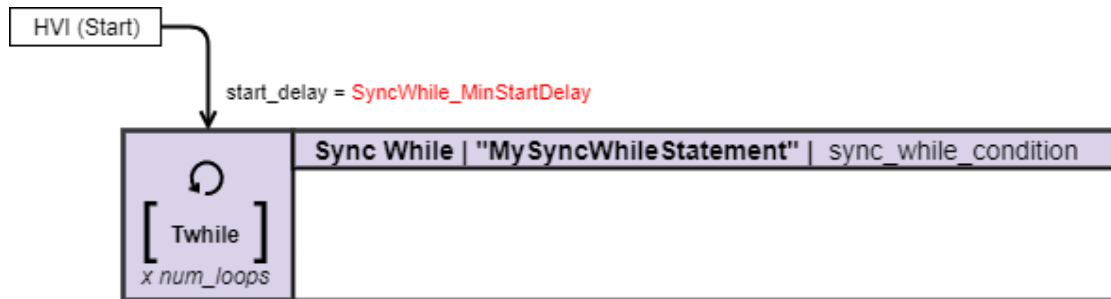 HVI (Start)
start_delay = SyncWhile_MinStartDelay
Sync While | "MySyncWhileStatement" | sync_while_condition
[ Twhile ]
x num_loops